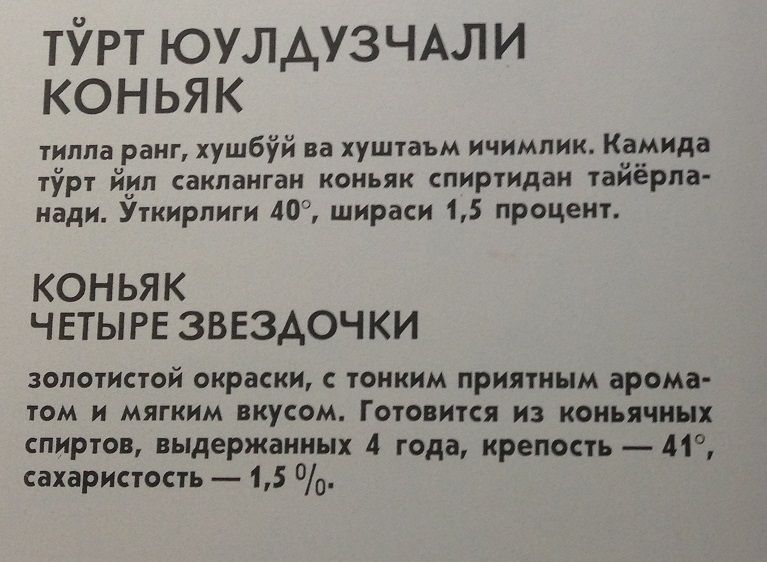 ТЎРТ ЮУЛДУЗЧАЛИ
КОНЬЯК
тилла ранг, хушбўй ва хуштаъм ичимлик. Камида
тўрт йил сакланган коньяк спиртидан тайёрла-
нади. Ўткирлиги 40°, шираси 1,5 процент.
КОНЬЯК
ЧЕТЫРЕ ЗВЕЗДОЧКИ
золотистой окраски, с тонким приятным арома-
том и мягким вкусом. Готовится из коньячных
спиртов, выдержанных 4 года, крепость — 41°,
сахаристость — 1,5 %.